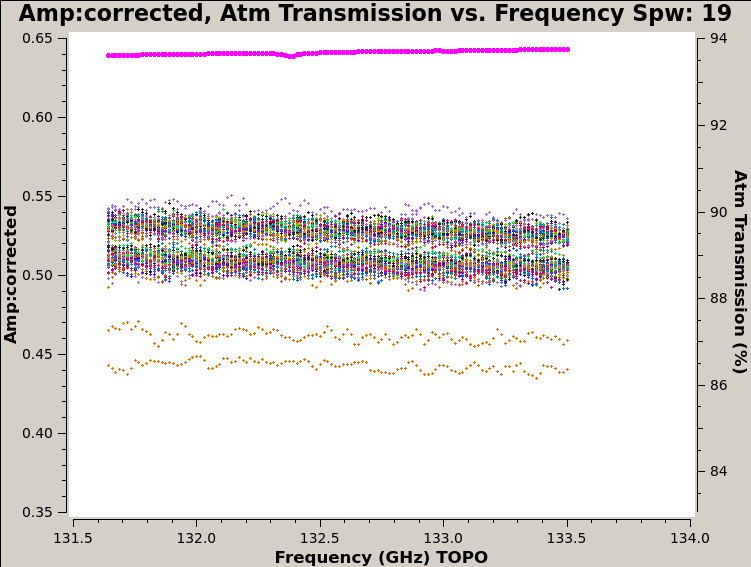 Amp:corrected, Atm Transmission vs. Frequency Spw: 19
0.65
0.60
0.55
0.50
0.45
0.40
0.35
Amp:corrected
94
92
90
88
86
84
Atm Transmission (%)
131.5 132.0 132.5 133.0 133.5 134.0
Frequency (GHz) TOPO